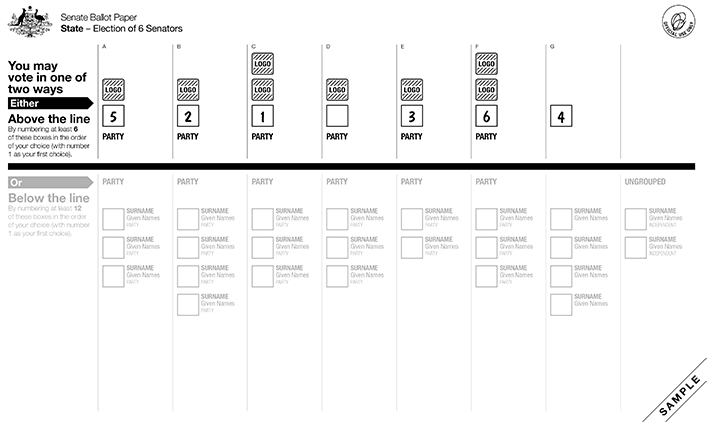 Senate Ballot Paper
State – Election of 6 Senators
OFFICIAL USE ONLY
A B C D E F G
You may
vote in one of
two ways
LOGO LOGO
LOGO LOGO LOGO LOGO LOGO LOGO
Either
Above the line
By numbering at least 6
of these boxes in the order
of your choice (with number
1 as your first choice).
5 2 1 3 6 4
PARTY PARTY PARTY PARTY PARTY PARTY
Or
Below the line
By numbering at least 12
of these boxes in the order
of your choice (with number
1 as your first choice).
PARTY PARTY PARTY PARTY PARTY PARTY UNGROUPED
SURNAME SURNAME SURNAME SURNAME SURNAME SURNAME SURNAME SURNAME
Given Names Given Names Given Names Given Names Given Names Given Names Given Names Given Names
PARTY PARTY PARTY PARTY PARTY PARTY INDEPENDENT
SURNAME SURNAME SURNAME SURNAME SURNAME SURNAME SURNAME SURNAME
Given Names Given Names Given Names Given Names Given Names Given Names Given Names Given Names
PARTY PARTY PARTY PARTY PARTY PARTY INDEPENDENT
SURNAME SURNAME SURNAME SURNAME SURNAME SURNAME
Given Names Given Names Given Names Given Names Given Names Given Names
PARTY PARTY PARTY PARTY PARTY
SURNAME SURNAME
Given Names Given Names
PARTY
SAMPLE